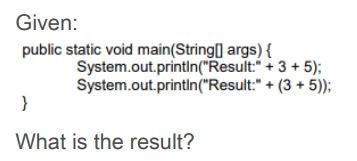 Given:
public static void main(String[] args) {
System.out.println("Result:" + 3 + 5);
System.out.println("Result:" + (3 + 5));
}
What is the result?